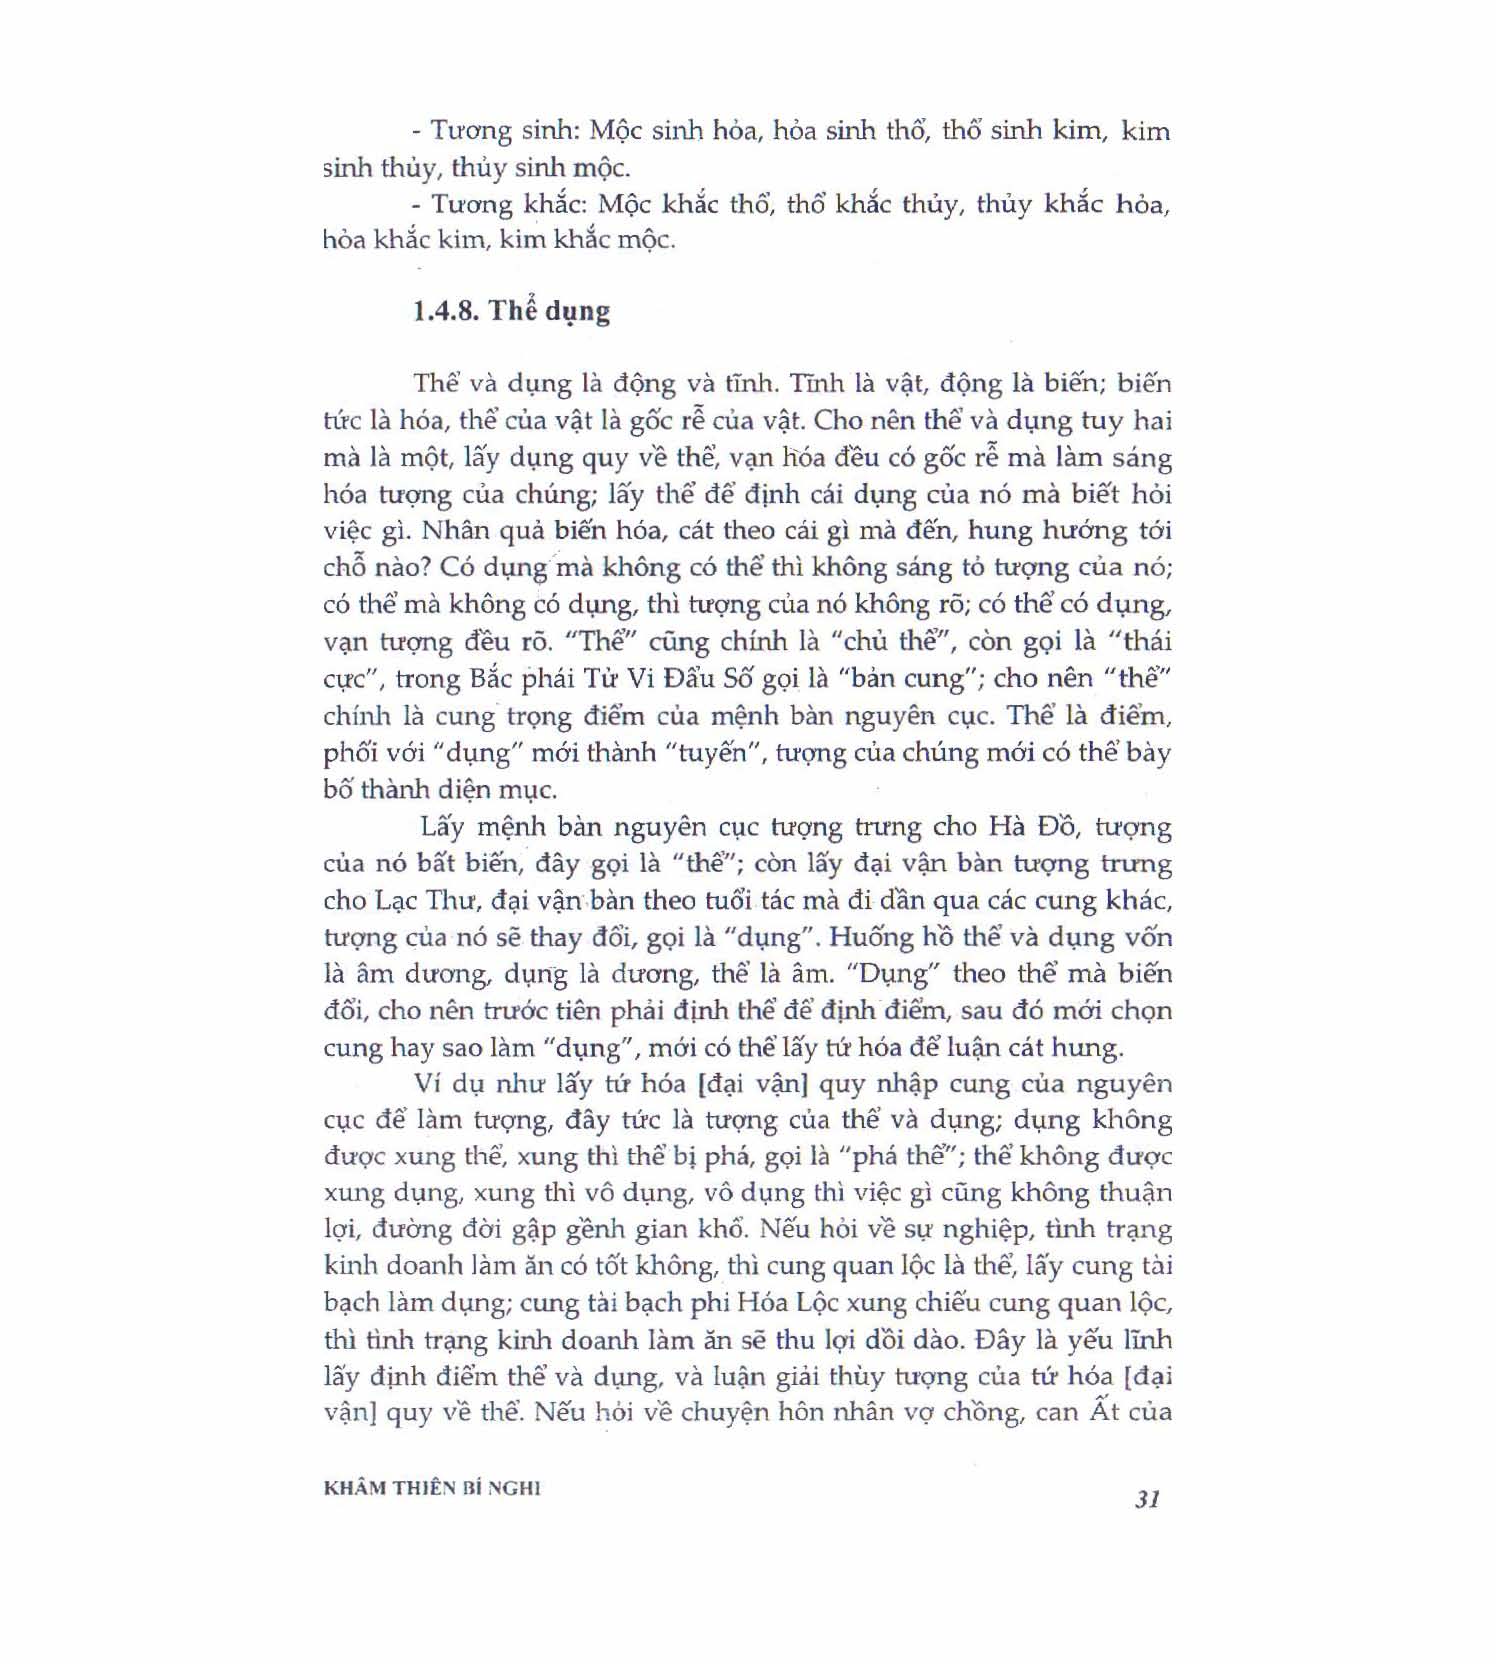 - Tương sinh: Mộc sinh hỏa, hỏa sinh thổ, thổ sinh kim, kim
sinh thủy, thủy sinh mộc.
- Tương khắc: Mộc khắc thổ, thổ khắc thủy, thủy khắc hỏa,
hỏa khắc kim, kim khắc mộc.
1.4.8. Thể dụng
Thể và dụng là động và tĩnh. Tĩnh là vật, động là biến; biến
tức là hóa, thể của vật là gốc rễ của vật. Cho nên thể và dụng tuy hai
mà là một, lấy dụng quy về thể, vạn hóa đều có gốc rễ mà làm sáng
hóa tượng của chúng; lấy thể để định cái dụng của nó mà biết hỏi
việc gì. Nhân quả biến hóa, cát theo cái gì mà đến, hung hướng tới
chỗ nào? Có dụng mà không có thể thì không sáng tỏ tượng của nó;
có thể mà không có dụng, thì tượng của nó không rõ; có thể có dụng,
vạn tượng đều rõ. "Thể" cũng chính là "chủ thể", còn gọi là "thái
cực", trong Bắc phái Tử Vi Đẩu Số gọi là "bản cung"; cho nên "thể"
chính là cung trọng điểm của mệnh bàn nguyên cục. Thể là điểm,
phối với "dụng" mới thành "tuyến", tượng của chúng mới có thể bày
bố thành diện mục.
Lấy mệnh bàn nguyên cục tượng trưng cho Hà Đồ, tượng
của nó bất biến, đây gọi là "thể"; còn lấy đại vận bàn tượng trưng
cho Lạc Thư, đại vận bàn theo tuổi tác mà đi dần qua các cung khác,
tượng của nó sẽ thay đổi, gọi là "dụng". Huống hồ thể và dụng vốn
là âm dương, dụng là dương, thể là âm. "Dụng" theo thể mà biến
đổi, cho nên trước tiên phải định thể để định điểm, sau đó mới chọn
cung hay sao làm "dụng", mới có thể lấy tứ hóa để luận cát hung.
Ví dụ như lấy tứ hóa [đại vận] quy nhập cung của nguyên
cục để làm tượng, đây tức là tượng của thể và dụng; dụng không
được xung thể, xung thì thể bị phá, gọi là "phá thể"; thể không được
xung dụng, xung thì vô dụng, vô dụng thì việc gì cũng không thuận
lợi, đường đời gập gềnh gian khổ. Nếu hỏi về sự nghiệp, tình trạng
kinh doanh làm ăn có tốt không, thì cung quan lộc là thể, lấy cung tài
bạch làm dụng; cung tài bạch phi Hóa Lộc xung chiếu cung quan lộc,
thì tình trạng kinh doanh làm ăn sẽ thu lợi dồi dào. Đây là yếu lĩnh
lấy định điểm thể và dụng, và luận giải thùy tượng của tứ hóa [đại
vận] quy về thể. Nếu hỏi về chuyện hôn nhân vợ chồng, can Ất của
KHÂM THIÊN BÍ NGHI
31